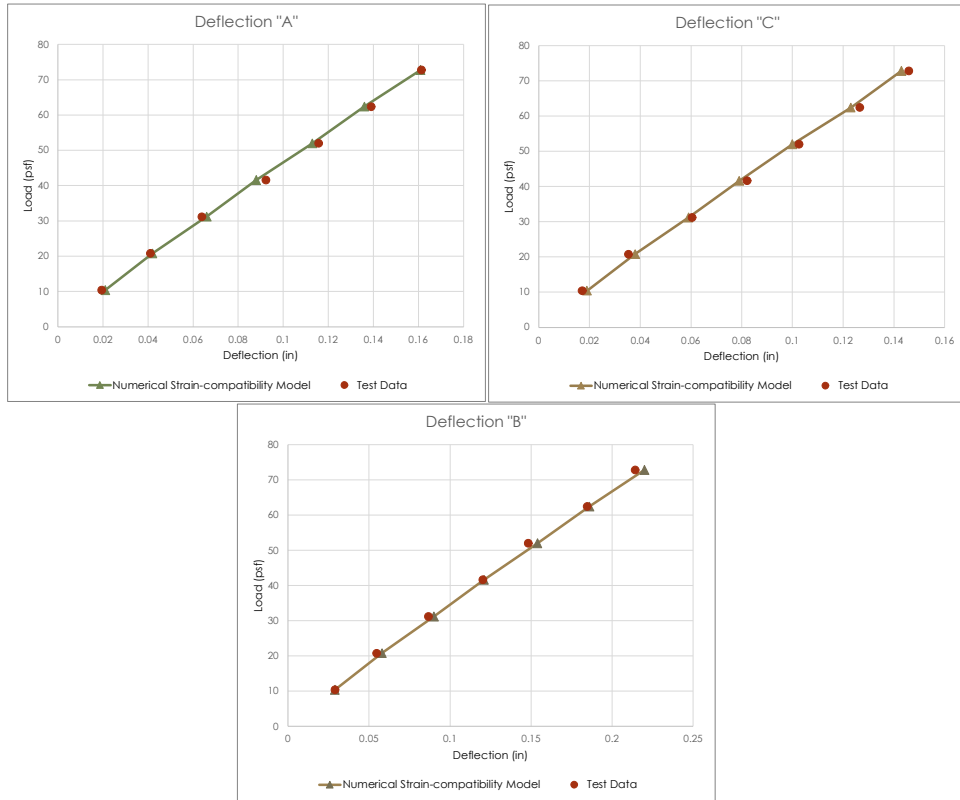 Deflection "A"
80
70
60
50
40
30
20
10
0
Load (psf)
0 0.02 0.04 0.06 0.08 0.1 0.12 0.14 0.16 0.18
Deflection (in)
Numerical Strain-compatibility Model Test Data
Deflection "C"
80
70
60
50
40
30
20
10
0
Load (psf)
0 0.02 0.04 0.06 0.08 0.1 0.12 0.14 0.16
Deflection (in)
Numerical Strain-compatibility Model Test Data
Deflection "B"
80
70
60
50
40
30
20
10
0
Load (psf)
0 0.05 0.1 0.15 0.2 0.25
Deflection (in)
Numerical Strain-compatibility Model Test Data